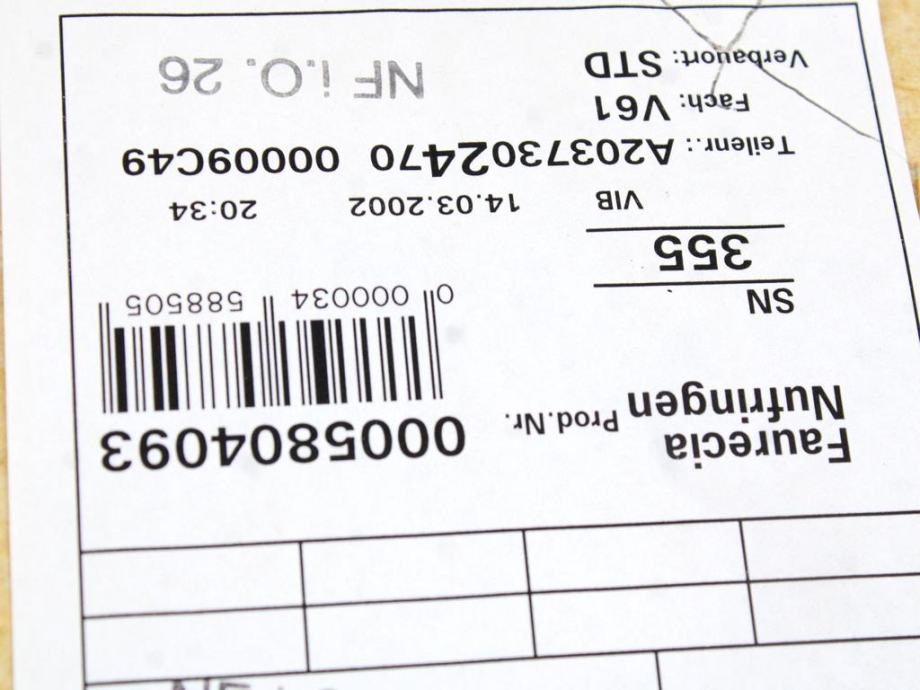 Faurecia
Nufringen
Prod.Nr.
0005804093
0 000034 588505
SN
355
VIB 14.03.2002 20:34
Teilenr.: A2037302470 00009C49
Fach: V61
Verbauort: STD
NF i.O. 26